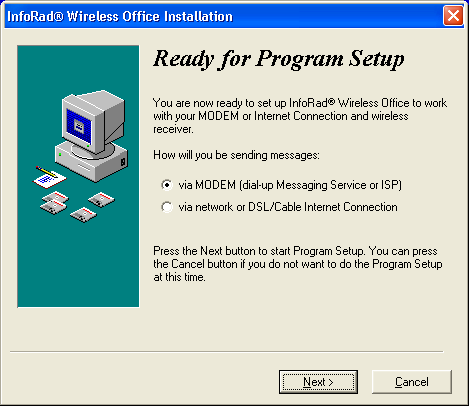 InfoRad® Wireless Office Installation
Ready for Program Setup
You are now ready to set up InfoRad® Wireless Office to work
with your MODEM or Internet Connection and wireless
receiver.
How will you be sending messages:
via MODEM (dial-up Messaging Service or ISP)
via network or DSL/Cable Internet Connection
Press the Next button to start Program Setup. You can press
the Cancel button if you do not want to do the Program Setup
at this time.
Next >
Cancel